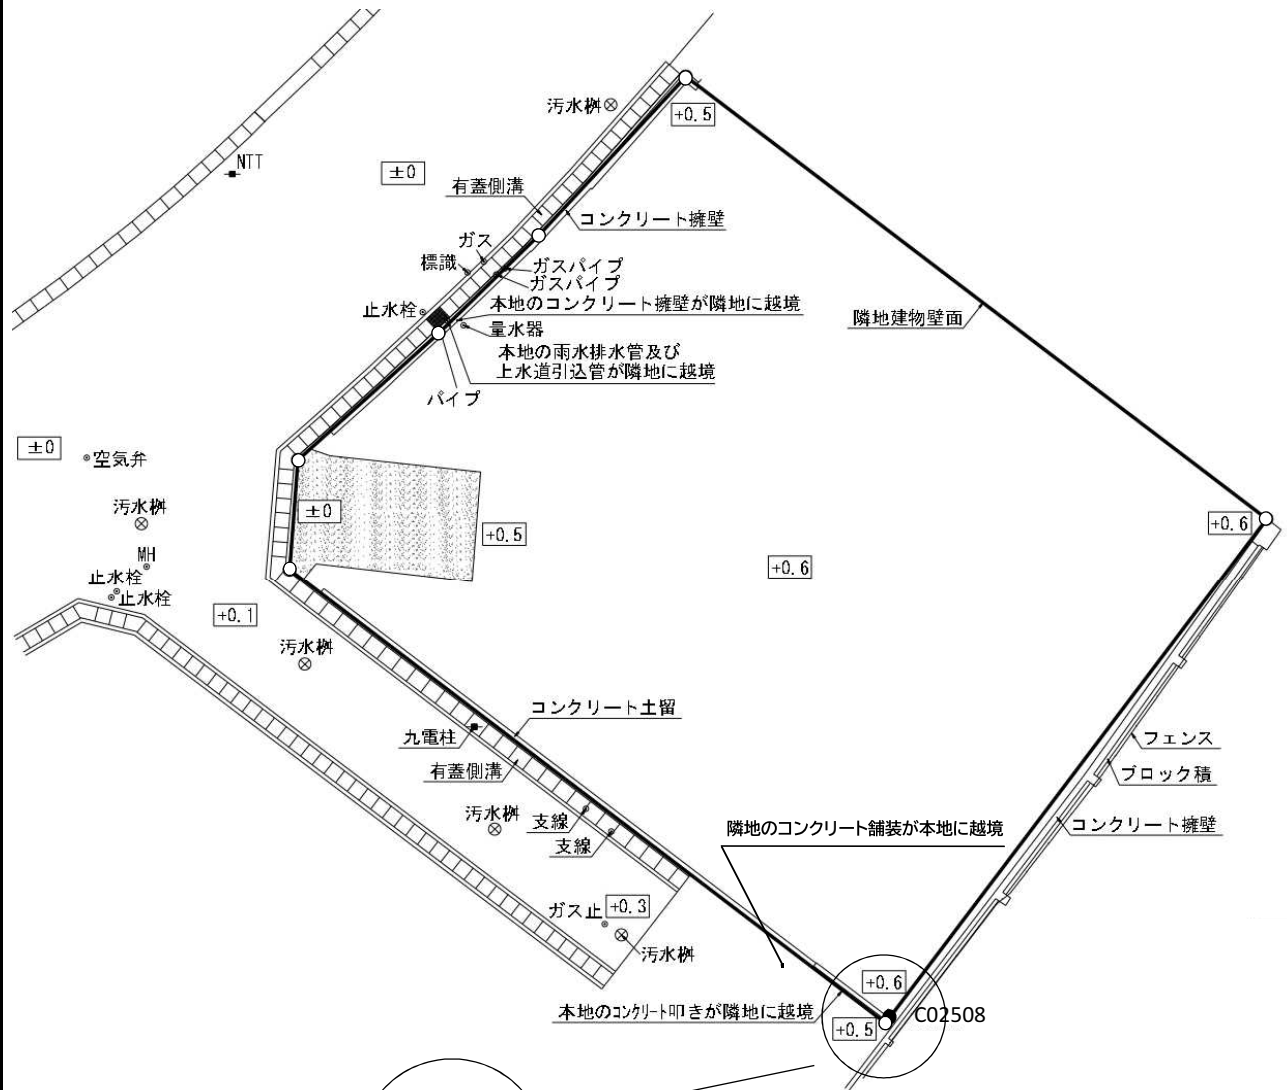 汚水桝
+0.5
NTT
±0
有蓋側溝
コンクリート擁壁
ガス
標識
ガスパイプ
ガスパイプ
本地のコンクリート擁壁が隣地に越境
止水栓
量水器
隣地建物壁面
本地の雨水排水管及び
上水道引込管が隣地に越境
パイプ
±0
空気弁
汚水桝
±0
+0.5
+0.6
MH
+0.6
止水栓
止水栓
+0.1
汚水桝
コンクリート土留
九電柱
フェンス
有蓋側溝
ブロック積
汚水桝
支線
隣地のコンクリート舗装が本地に越境
コンクリート擁壁
支線
ガス止
+0.3
汚水桝
+0.6
本地のコンクリート叩きが隣地に越境
C02508
+0.5